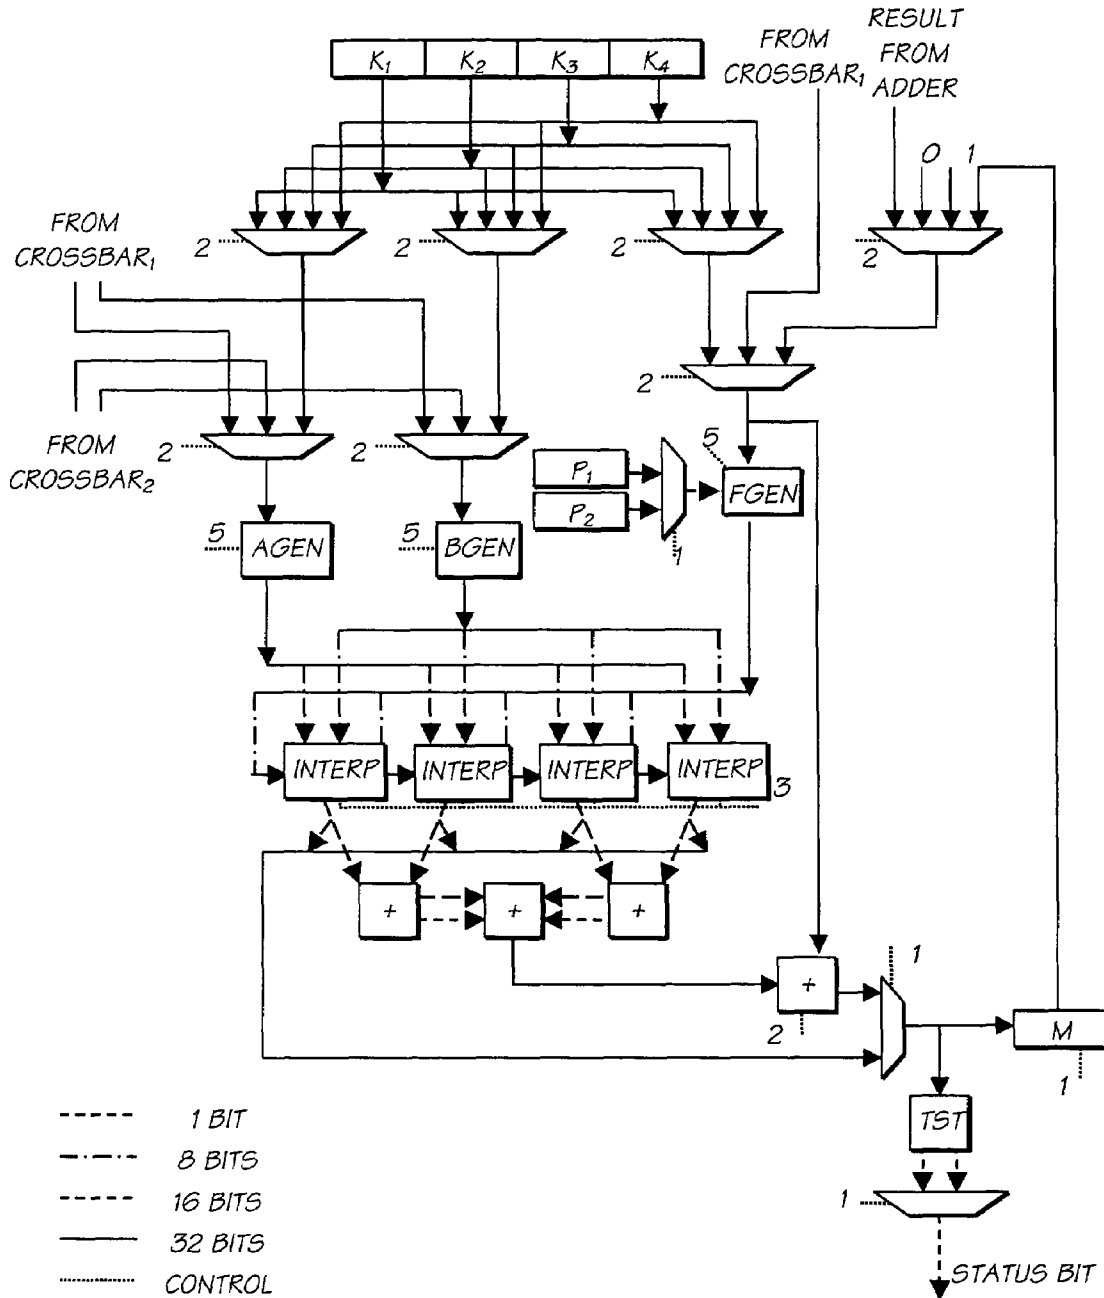 RESULT
FROM
ADDER
FROM
CROSSBAR1
K1 K2 K3 K4
0 1
FROM
CROSSBAR1
2 2 2 2
2
FROM
CROSSBAR2
2 2
P1
P2
5
FGEN
1
5 AGEN
5 BGEN
INTERP INTERP INTERP INTERP 3
+ + +
1
+
2
M
1
TST
1
STATUS BIT
1 BIT
8 BITS
16 BITS
32 BITS
CONTROL